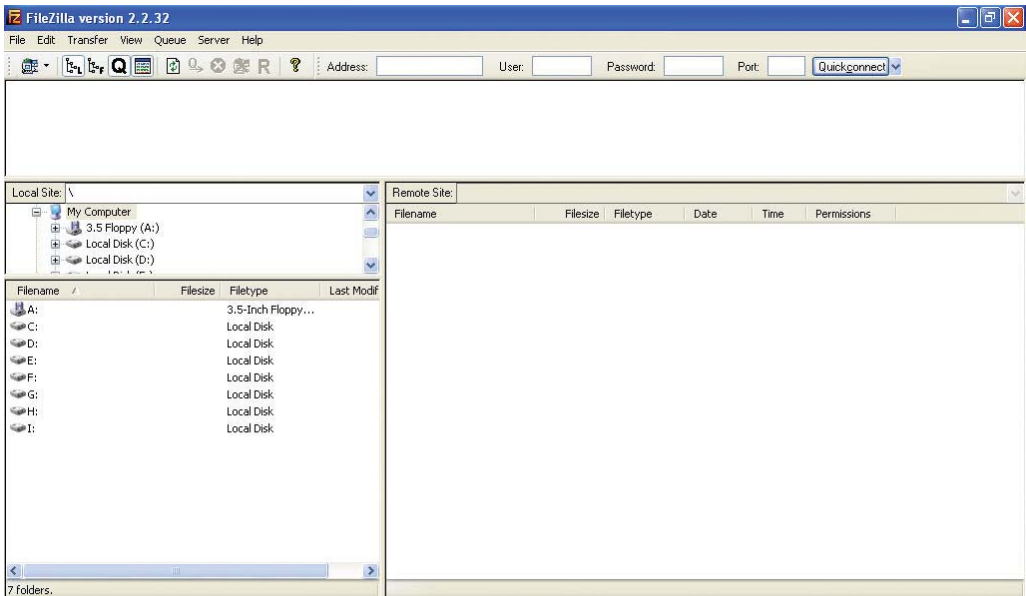 FileZilla version 2.2.32
File Edit Transfer View Queue Server Help
Address: User: Password: Port: Quickconnect
Local Site: \
Remote Site:
My Computer
3.5 Floppy (A:)
Local Disk (C:)
Local Disk (D:)
Filename Filesize Filetype Last Modif
A: 3.5-Inch Floppy...
C: Local Disk
D: Local Disk
E: Local Disk
F: Local Disk
G: Local Disk
H: Local Disk
I: Local Disk
7 folders.
Filename Filesize Filetype Date Time Permissions